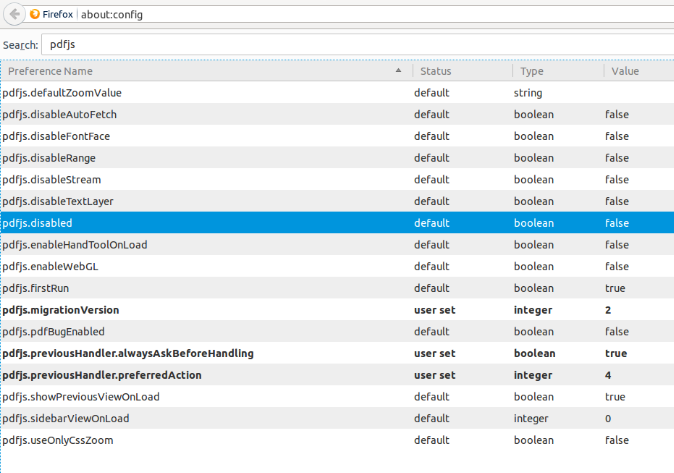 Firefox about:config
Search: pdfjs
Preference Name Status Type Value
pdfjs.defaultZoomValue default string
pdfjs.disableAutoFetch default boolean false
pdfjs.disableFontFace default boolean false
pdfjs.disableRange default boolean false
pdfjs.disableStream default boolean false
pdfjs.disableTextLayer default boolean false
pdfjs.disabled default boolean false
pdfjs.enableHandToolOnLoad default boolean false
pdfjs.enableWebGL default boolean false
pdfjs.firstRun default boolean true
pdfjs.migrationVersion user set integer 2
pdfjs.pdfBugEnabled default boolean false
pdfjs.previousHandler.alwaysAskBeforeHandling user set boolean true
pdfjs.previousHandler.preferredAction user set integer 4
pdfjs.showPreviousViewOnLoad default boolean true
pdfjs.sidebarViewOnLoad default integer 0
pdfjs.useOnlyCssZoom default boolean false